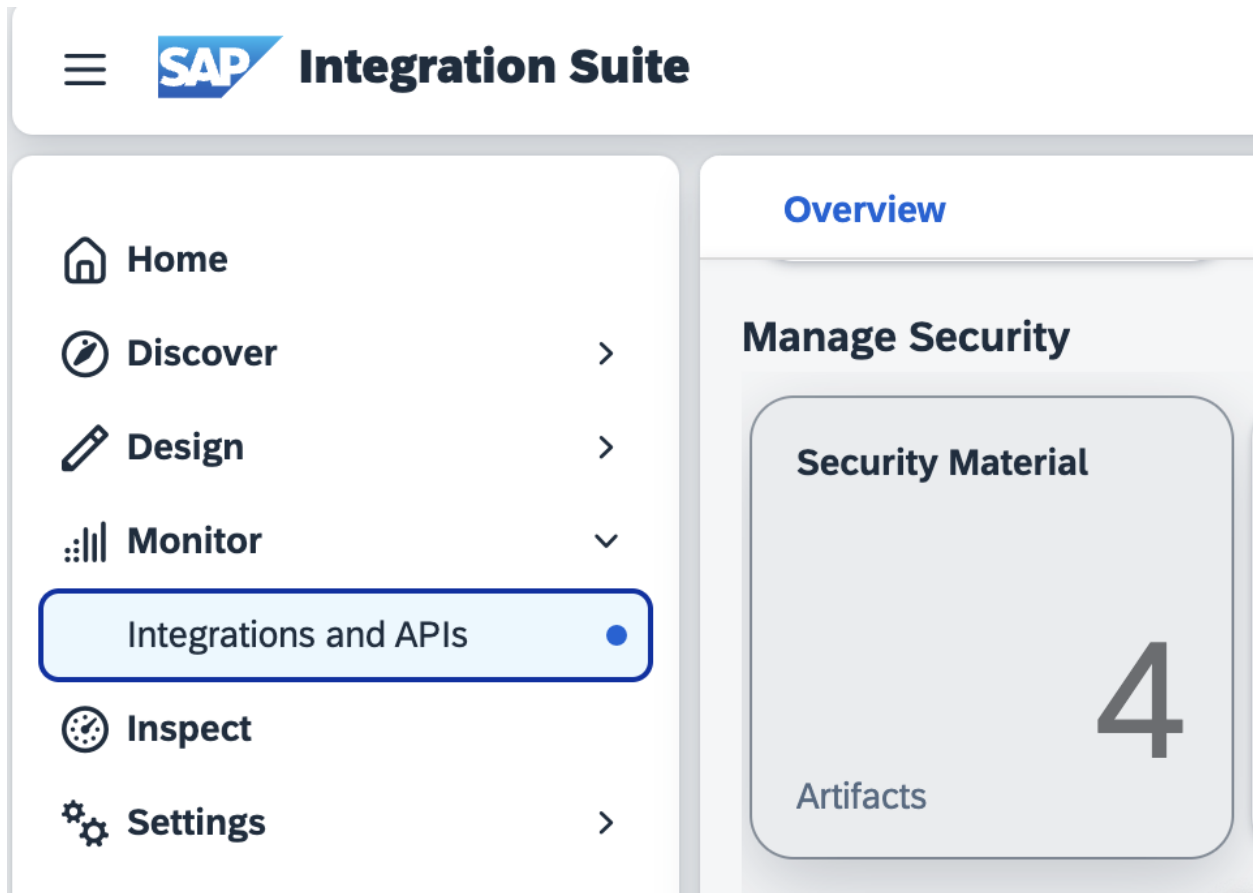 SAP Integration Suite
Home
Discover
Design
Monitor
Integrations and APIs
Inspect
Settings
Overview
Manage Security
Security Material
4
Artifacts